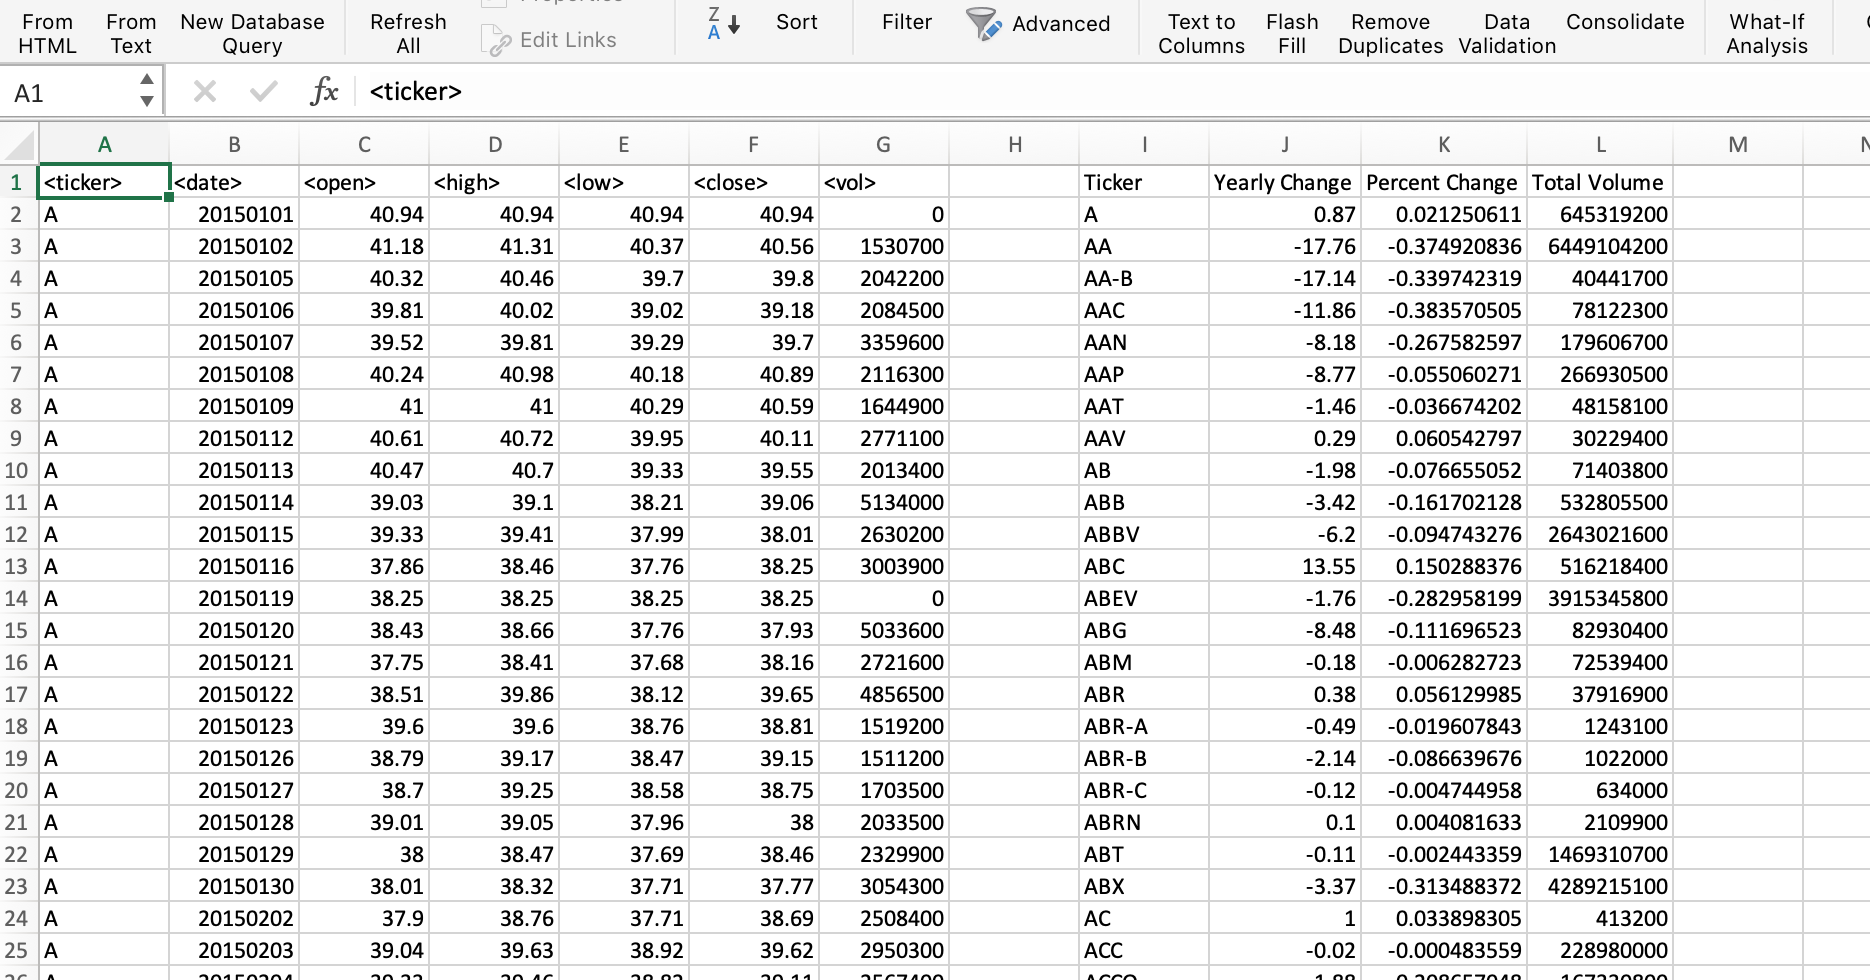 From HTML
From Text
New Database Query
Refresh All
Properties
Edit Links
Z A
Sort
Filter
Advanced
Text to Columns
Flash Fill
Remove Duplicates
Data Validation
Consolidate
What-If Analysis
A1 fx <ticker>
A B C D E F G H I J K L M N
1 <ticker> <date> <open> <high> <low> <close> <vol> Ticker Yearly Change Percent Change Total Volume
2 A 20150101 40.94 40.94 40.94 40.94 0 A 0.87 0.021250611 645319200
3 A 20150102 41.18 41.31 40.37 40.56 1530700 AA -17.76 -0.374920836 6449104200
4 A 20150105 40.32 40.46 39.7 39.8 2042200 AA-B -17.14 -0.339742319 40441700
5 A 20150106 39.81 40.02 39.02 39.18 2084500 AAC -11.86 -0.383570505 78122300
6 A 20150107 39.52 39.81 39.29 39.7 3359600 AAN -8.18 -0.267582597 179606700
7 A 20150108 40.24 40.98 40.18 40.89 2116300 AAP -8.77 -0.055060271 266930500
8 A 20150109 41 41 40.29 40.59 1644900 AAT -1.46 -0.036674202 48158100
9 A 20150112 40.61 40.72 39.95 40.11 2771100 AAV 0.29 0.060542797 30229400
10 A 20150113 40.47 40.7 39.33 39.55 2013400 AB -1.98 -0.076655052 71403800
11 A 20150114 39.03 39.1 38.21 39.06 5134000 ABB -3.42 -0.161702128 532805500
12 A 20150115 39.33 39.41 37.99 38.01 2630200 ABBV -6.2 -0.094743276 2643021600
13 A 20150116 37.86 38.46 37.76 38.25 3003900 ABC 13.55 0.150288376 516218400
14 A 20150119 38.25 38.25 38.25 38.25 0 ABEV -1.76 -0.282958199 3915345800
15 A 20150120 38.43 38.66 37.76 37.93 5033600 ABG -8.48 -0.111696523 82930400
16 A 20150121 37.75 38.41 37.68 38.16 2721600 ABM -0.18 -0.006282723 72539400
17 A 20150122 38.51 39.86 38.12 39.65 4856500 ABR 0.38 0.056129985 37916900
18 A 20150123 39.6 39.6 38.76 38.81 1519200 ABR-A -0.49 -0.019607843 1243100
19 A 20150126 38.79 39.17 38.47 39.15 1511200 ABR-B -2.14 -0.086639676 1022000
20 A 20150127 38.7 39.25 38.58 38.75 1703500 ABR-C -0.12 -0.004744958 634000
21 A 20150128 39.01 39.05 37.96 38 2033500 ABRN 0.1 0.004081633 2109900
22 A 20150129 38 38.47 37.69 38.46 2329900 ABT -0.11 -0.002443359 1469310700
23 A 20150130 38.01 38.32 37.71 37.77 3054300 ABX -3.37 -0.313488372 4289215100
24 A 20150202 37.9 38.76 37.71 38.69 2508400 AC 1 0.033898305 413200
25 A 20150203 39.04 39.63 38.92 39.62 2950300 ACC -0.02 -0.000483559 228980000